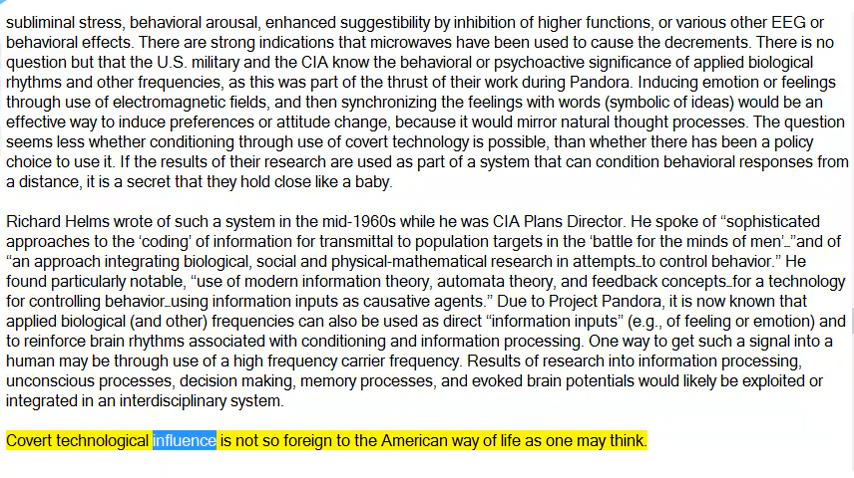 subliminal stress, behavioral arousal, enhanced suggestibility by inhibition of higher functions, or various other EEG or
behavioral effects. There are strong indications that microwaves have been used to cause the decrements. There is no
question but that the U.S. military and the CIA know the behavioral or psychoactive significance of applied biological
rhythms and other frequencies, as this was part of the thrust of their work during Pandora. Inducing emotion or feelings
through use of electromagnetic fields, and then synchronizing the feelings with words (symbolic of ideas) would be an
effective way to induce preferences or attitude change, because it would mirror natural thought processes. The question
seems less whether conditioning through use of covert technology is possible, than whether there has been a policy
choice to use it. If the results of their research are used as part of a system that can condition behavioral responses from
a distance, it is a secret that they hold close like a baby.
Richard Helms wrote of such a system in the mid-1960s while he was CIA Plans Director. He spoke of “sophisticated
approaches to the ‘coding’ of information for transmittal to population targets in the ‘battle for the minds of men’_”and of
“an approach integrating biological, social and physical-mathematical research in attempts_to control behavior.” He
found particularly notable, “use of modern information theory, automata theory, and feedback concepts_for a technology
for controlling behavior_using information inputs as causative agents.” Due to Project Pandora, it is now known that
applied biological (and other) frequencies can also be used as direct “information inputs” (e.g., of feeling or emotion) and
to reinforce brain rhythms associated with conditioning and information processing. One way to get such a signal into a
human may be through use of a high frequency carrier frequency. Results of research into information processing,
unconscious processes, decision making, memory processes, and evoked brain potentials would likely be exploited or
integrated in an interdisciplinary system.
Covert technological influence is not so foreign to the American way of life as one may think.